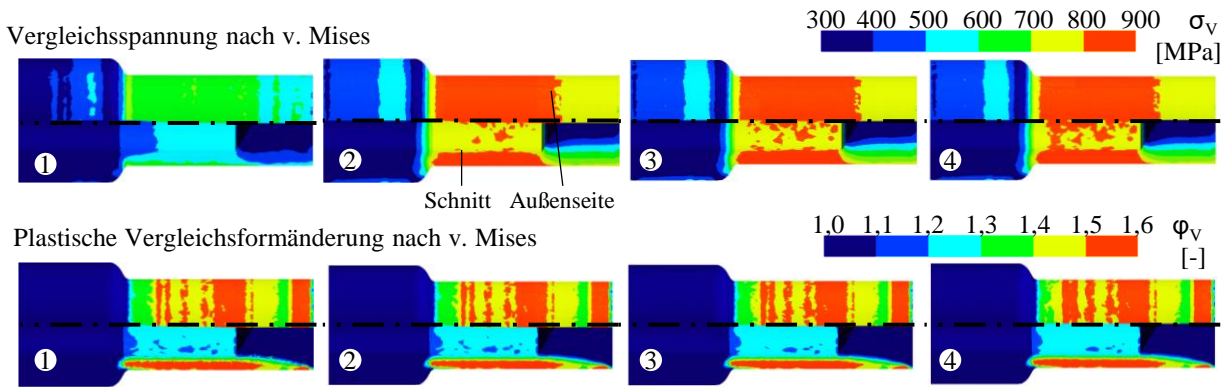 Vergleichsspannung nach v. Mises
300 400 500 600 700 800 900 σV
[MPa]
1 2 3 4
Schnitt Außenseite
Plastische Vergleichsformänderung nach v. Mises
1,0 1,1 1,2 1,3 1,4 1,5 1,6 φV
[-]
1 2 3 4